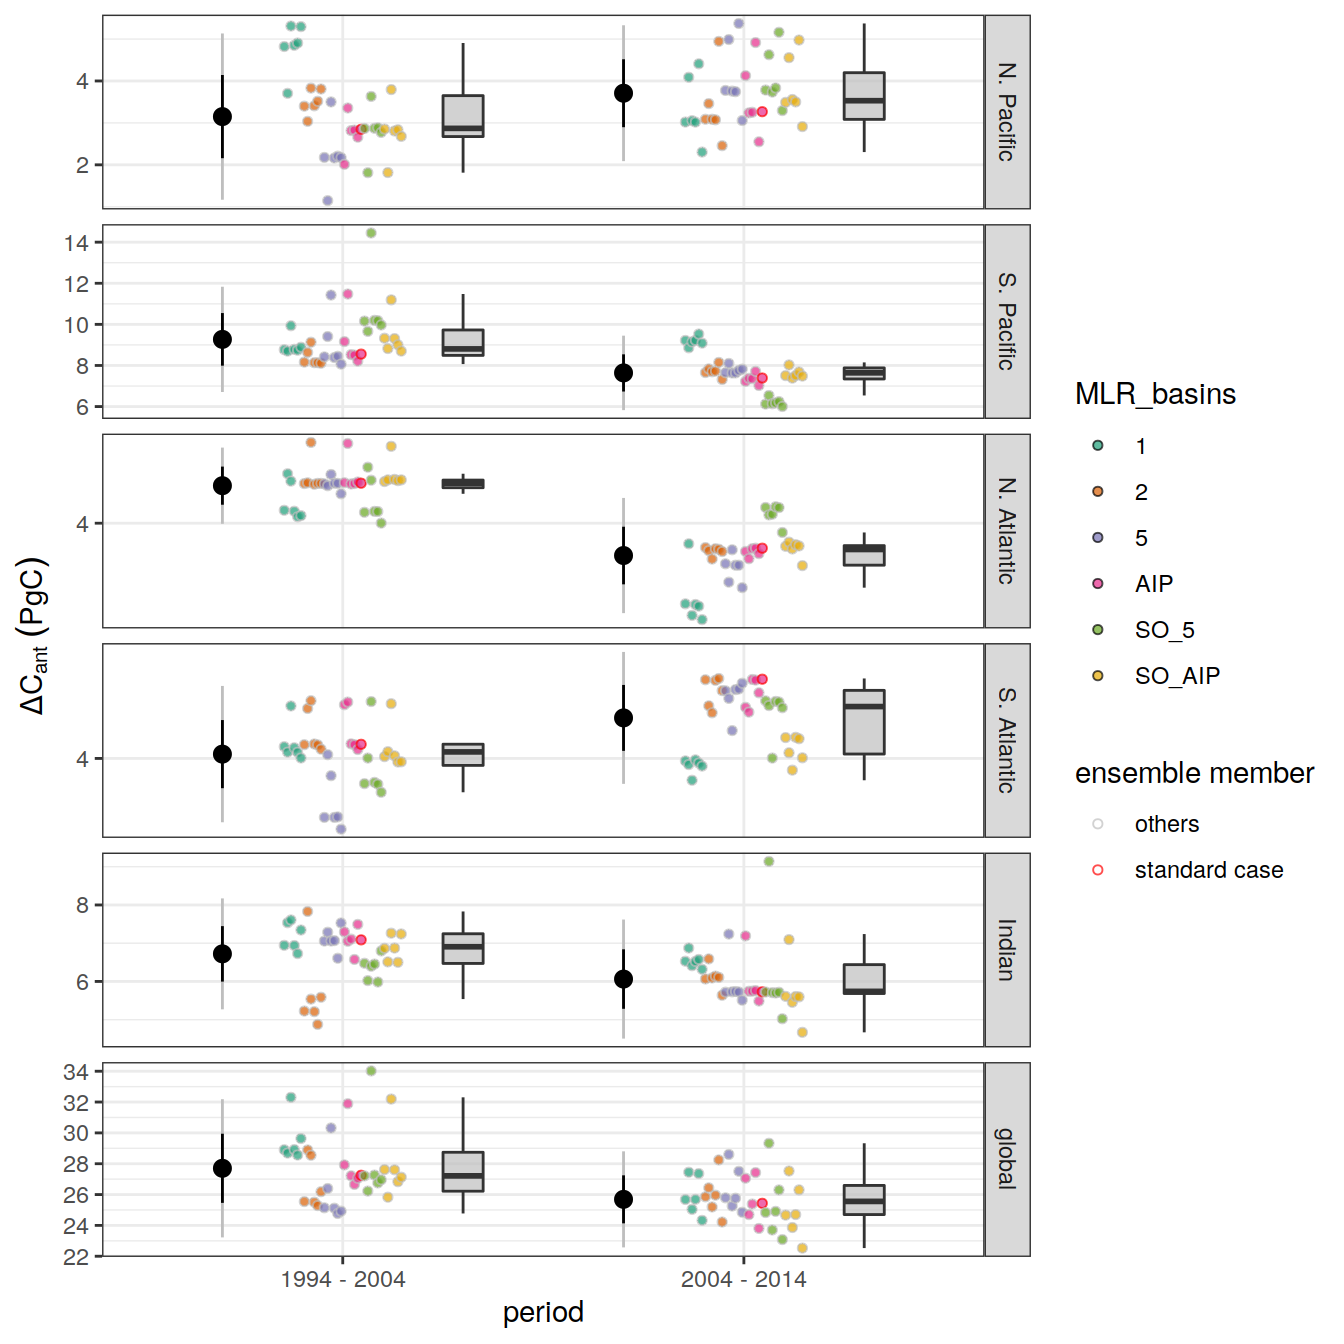 ΔCant (PgC)
4
2
N. Pacific
14
12
10
8
6
S. Pacific
4
N. Atlantic
4
S. Atlantic
8
6
Indian
34
32
30
28
26
24
22
global
1994 - 2004
2004 - 2014
period
MLR_basins
1
2
5
AIP
SO_5
SO_AIP
ensemble member
others
standard case